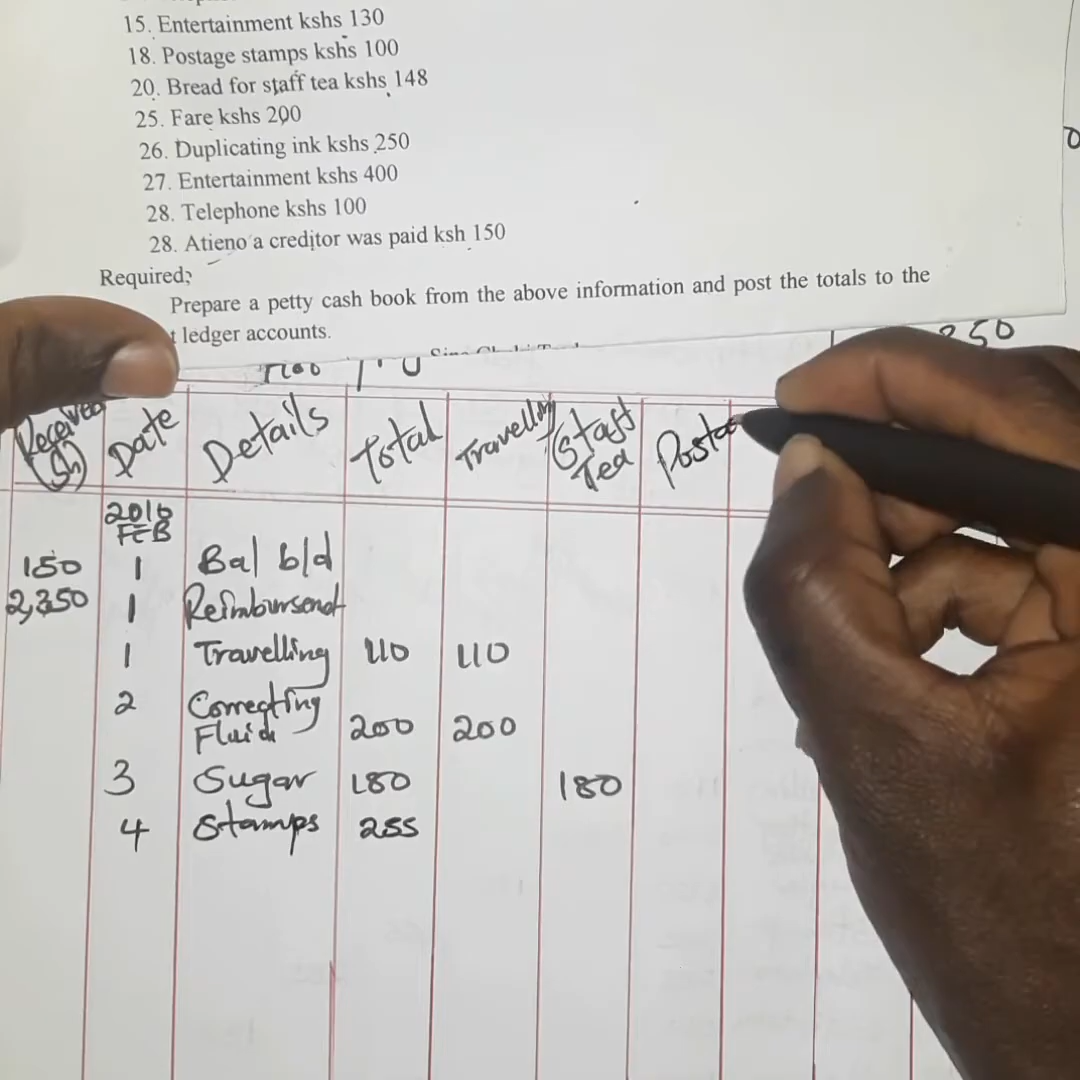 15. Entertainment kshs 130
18. Postage stamps kshs 100
20. Bread for staff tea kshs 148
25. Fare kshs 200
26. Duplicating ink kshs 250
27. Entertainment kshs 400
28. Telephone kshs 100
28. Atieno a creditor was paid ksh 150
Required;
Prepare a petty cash book from the above information and post the totals to the
t ledger accounts.
350
Received (Sh) Date Details Total Travelling Staff Tea Posta
2016
FEB
150 1 Bal b/d
2,350 1 Reimbursent
1 Travelling 110 110
2 Correcting
Fluid 200 200
3 Sugar 180 180
4 Stamps 255